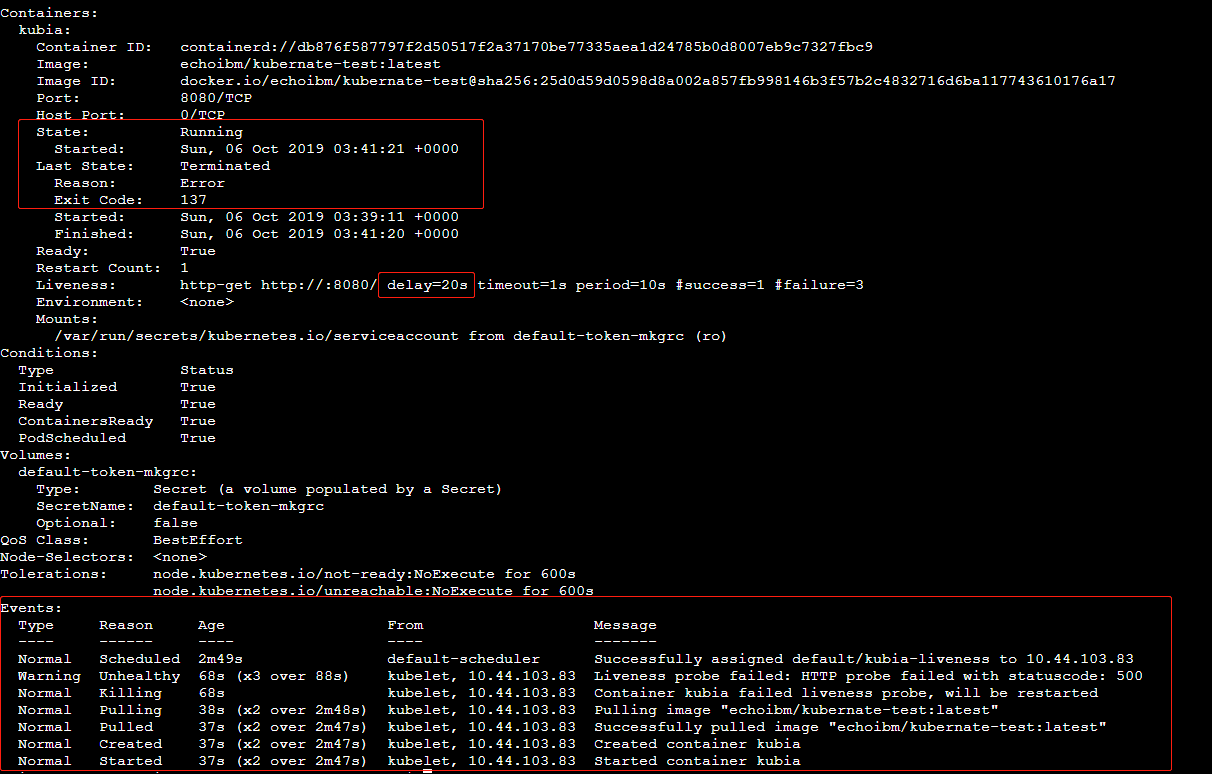 Containers:
  kubia:
    Container ID:   containerd://db876f587797f2d50517f2a37170be77335aea1d24785b0d8007eb9c7327fbc9
    Image:          echoibm/kubernate-test:latest
    Image ID:       docker.io/echoibm/kubernate-test@sha256:25d0d59d0598d8a002a857fb998146b3f57b2c4832716d6ba117743610176a17
    Port:           8080/TCP
    Host Port:      0/TCP
    State:          Running
      Started:      Sun, 06 Oct 2019 03:41:21 +0000
    Last State:     Terminated
      Reason:       Error
      Exit Code:    137
      Started:      Sun, 06 Oct 2019 03:39:11 +0000
      Finished:     Sun, 06 Oct 2019 03:41:20 +0000
    Ready:          True
    Restart Count:  1
    Liveness:       http-get http://:8080/ delay=20s timeout=1s period=10s #success=1 #failure=3
    Environment:    <none>
    Mounts:
      /var/run/secrets/kubernetes.io/serviceaccount from default-token-mkgrc (ro)
Conditions:
  Type              Status
  Initialized       True
  Ready             True
  ContainersReady   True
  PodScheduled      True
Volumes:
  default-token-mkgrc:
    Type:        Secret (a volume populated by a Secret)
    SecretName:  default-token-mkgrc
    Optional:    false
QoS Class:       BestEffort
Node-Selectors:  <none>
Tolerations:     node.kubernetes.io/not-ready:NoExecute for 600s
                 node.kubernetes.io/unreachable:NoExecute for 600s
Events:
  Type     Reason     Age                  From                   Message
  ----     ------     ----                 ----                   -------
  Normal   Scheduled  2m49s                default-scheduler      Successfully assigned default/kubia-liveness to 10.44.103.83
  Warning  Unhealthy  68s (x3 over 88s)    kubelet, 10.44.103.83  Liveness probe failed: HTTP probe failed with statuscode: 500
  Normal   Killing    68s                  kubelet, 10.44.103.83  Container kubia failed liveness probe, will be restarted
  Normal   Pulling    38s (x2 over 2m48s)  kubelet, 10.44.103.83  Pulling image "echoibm/kubernate-test:latest"
  Normal   Pulled     37s (x2 over 2m47s)  kubelet, 10.44.103.83  Successfully pulled image "echoibm/kubernate-test:latest"
  Normal   Created    37s (x2 over 2m47s)  kubelet, 10.44.103.83  Created container kubia
  Normal   Started    37s (x2 over 2m47s)  kubelet, 10.44.103.83  Started container kubia